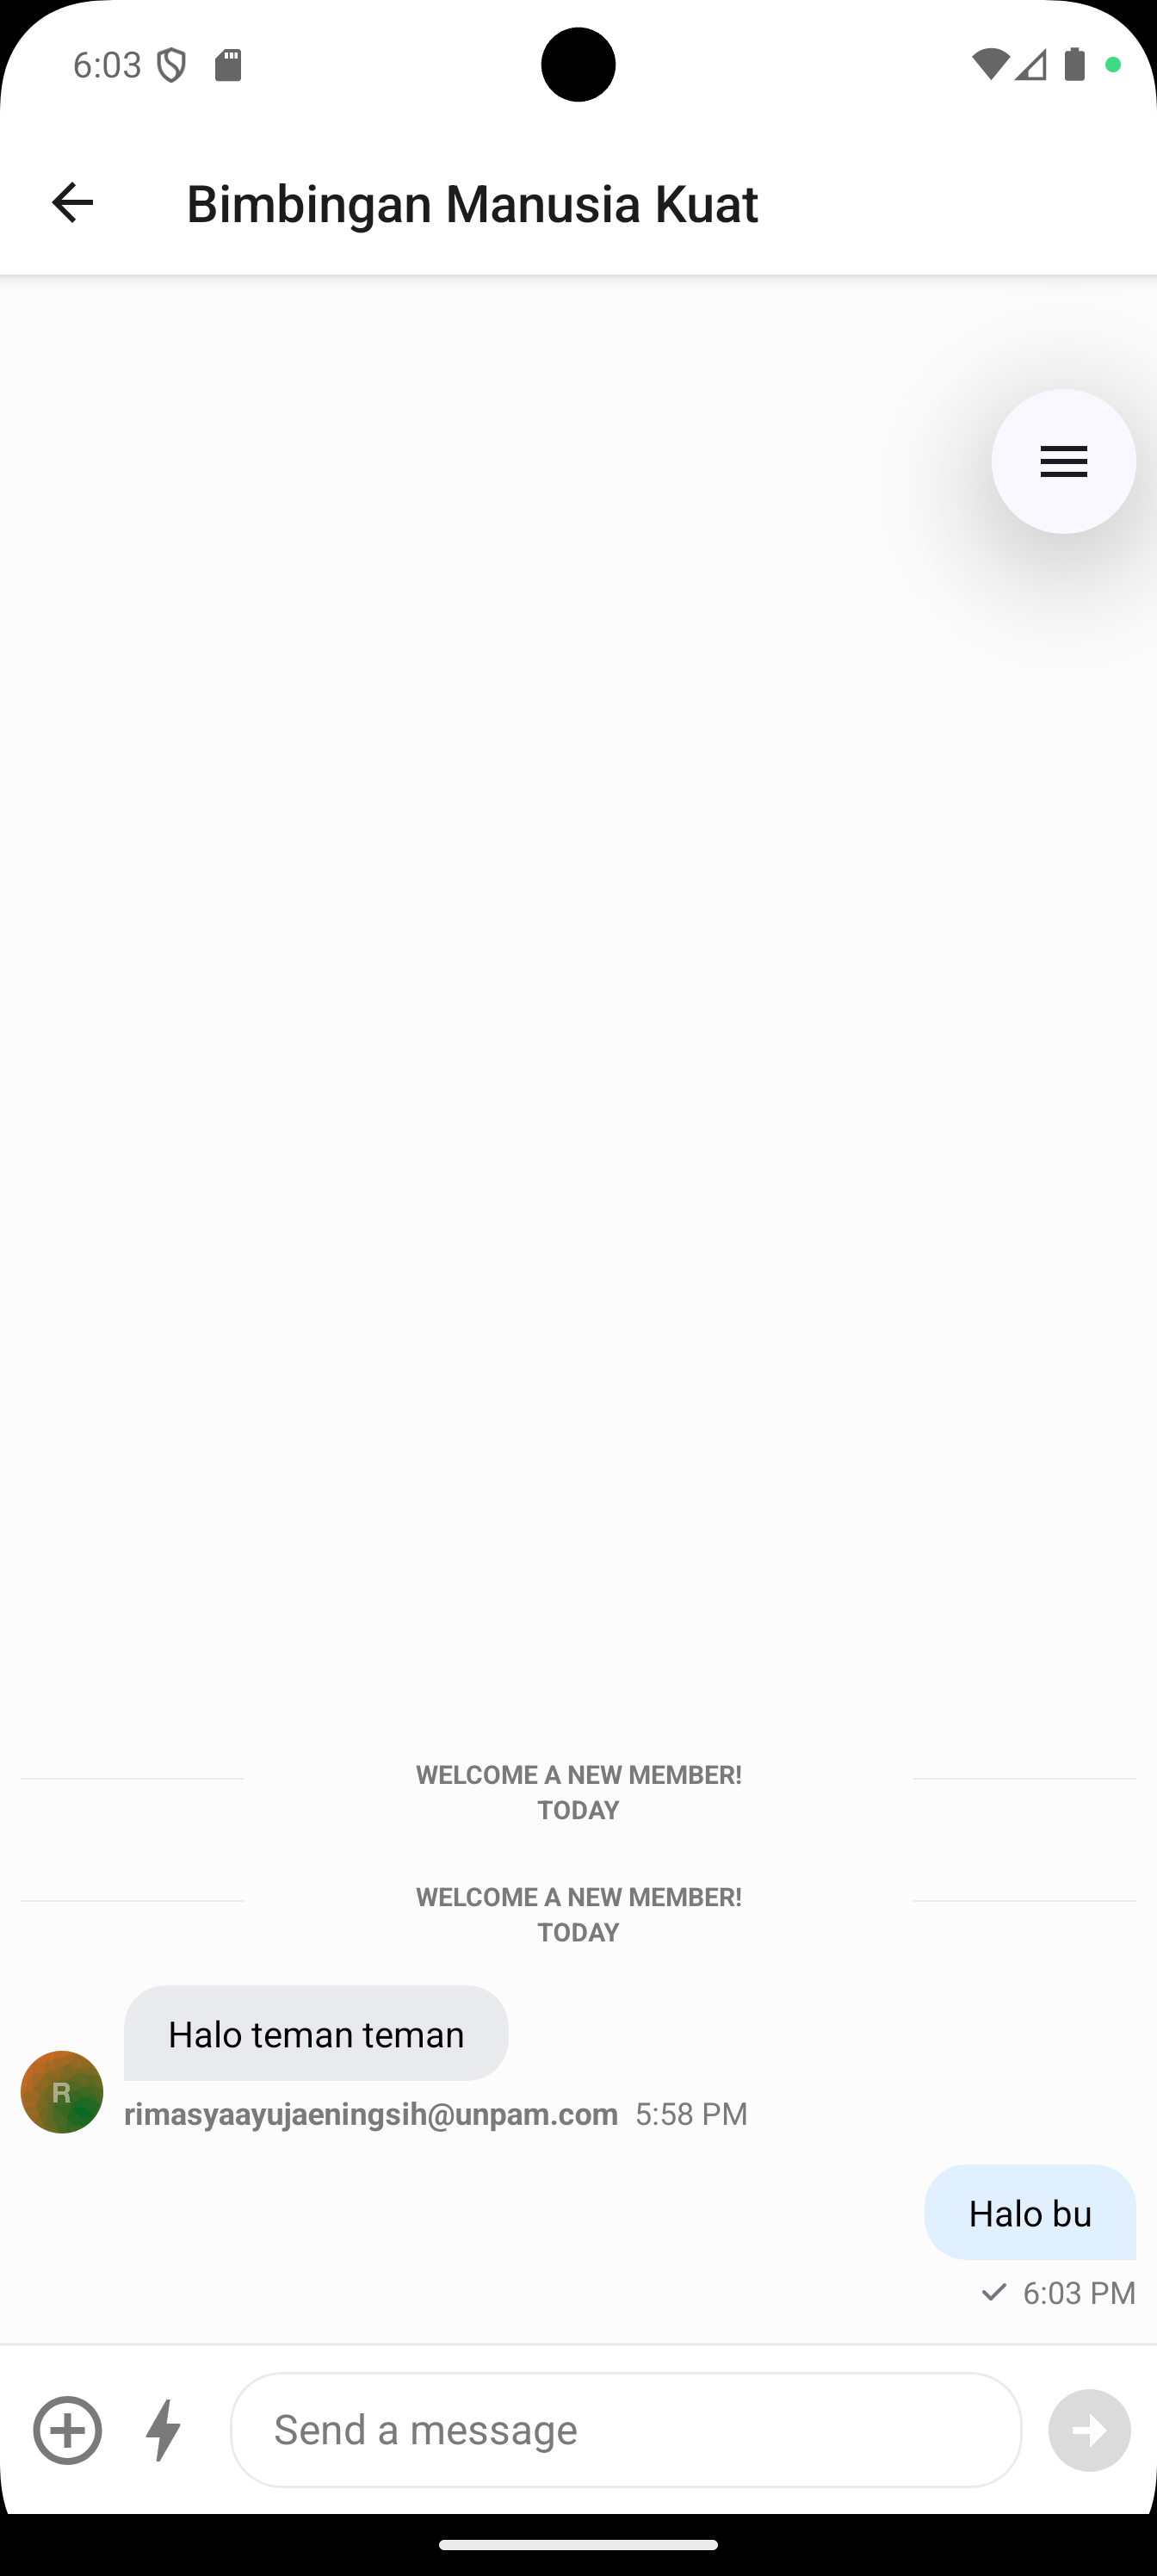 6:03
Bimbingan Manusia Kuat
WELCOME A NEW MEMBER!
TODAY
WELCOME A NEW MEMBER!
TODAY
Halo teman teman
R
rimasyaayujaeningsih@unpam.com 5:58 PM
Halo bu
6:03 PM
Send a message